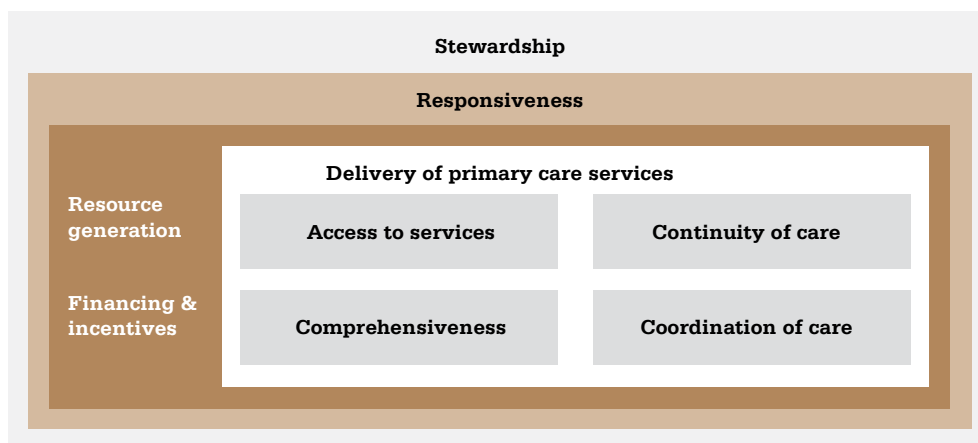 Stewardship
Responsiveness
Delivery of primary care services
Resource
generation
Access to services
Continuity of care
Financing &
incentives
Comprehensiveness
Coordination of care